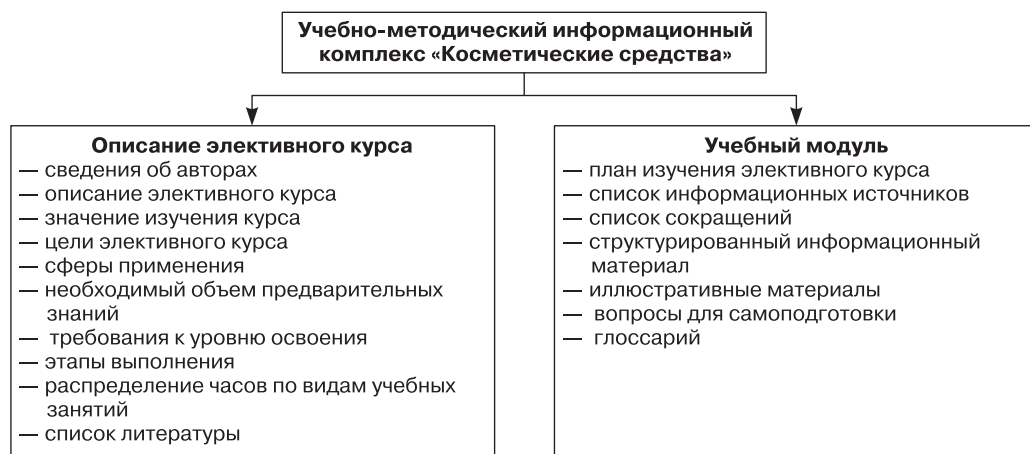 Учебно-методический информационный
комплекс «Косметические средства»
Описание элективного курса
— сведения об авторах
— описание элективного курса
— значение изучения курса
— цели элективного курса
— сферы применения
— необходимый объем предварительных
знаний
— требования к уровню освоения
— этапы выполнения
— распределение часов по видам учебных
занятий
— список литературы
Учебный модуль
— план изучения элективного курса
— список информационных источников
— список сокращений
— структурированный информационный
материал
— иллюстративные материалы
— вопросы для самоподготовки
— глоссарий